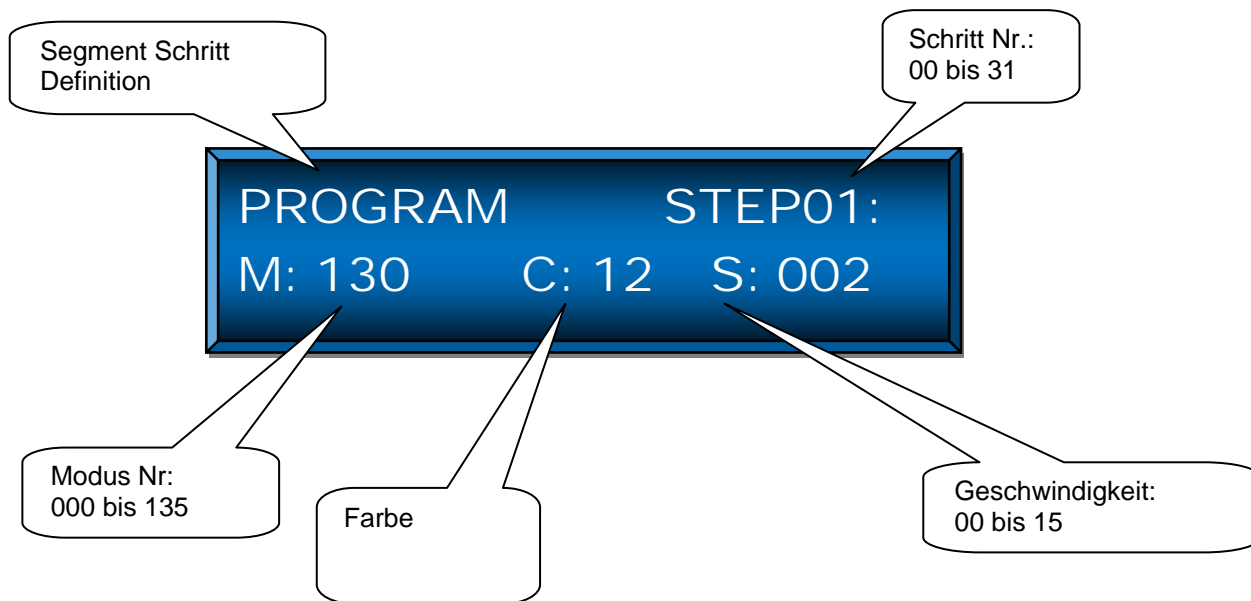 Segment Schritt
Definition
Schritt Nr.:
00 bis 31
PROGRAM STEP01:
M: 130 C: 12 S: 002
Modus Nr:
000 bis 135
Farbe
Geschwindigkeit:
00 bis 15